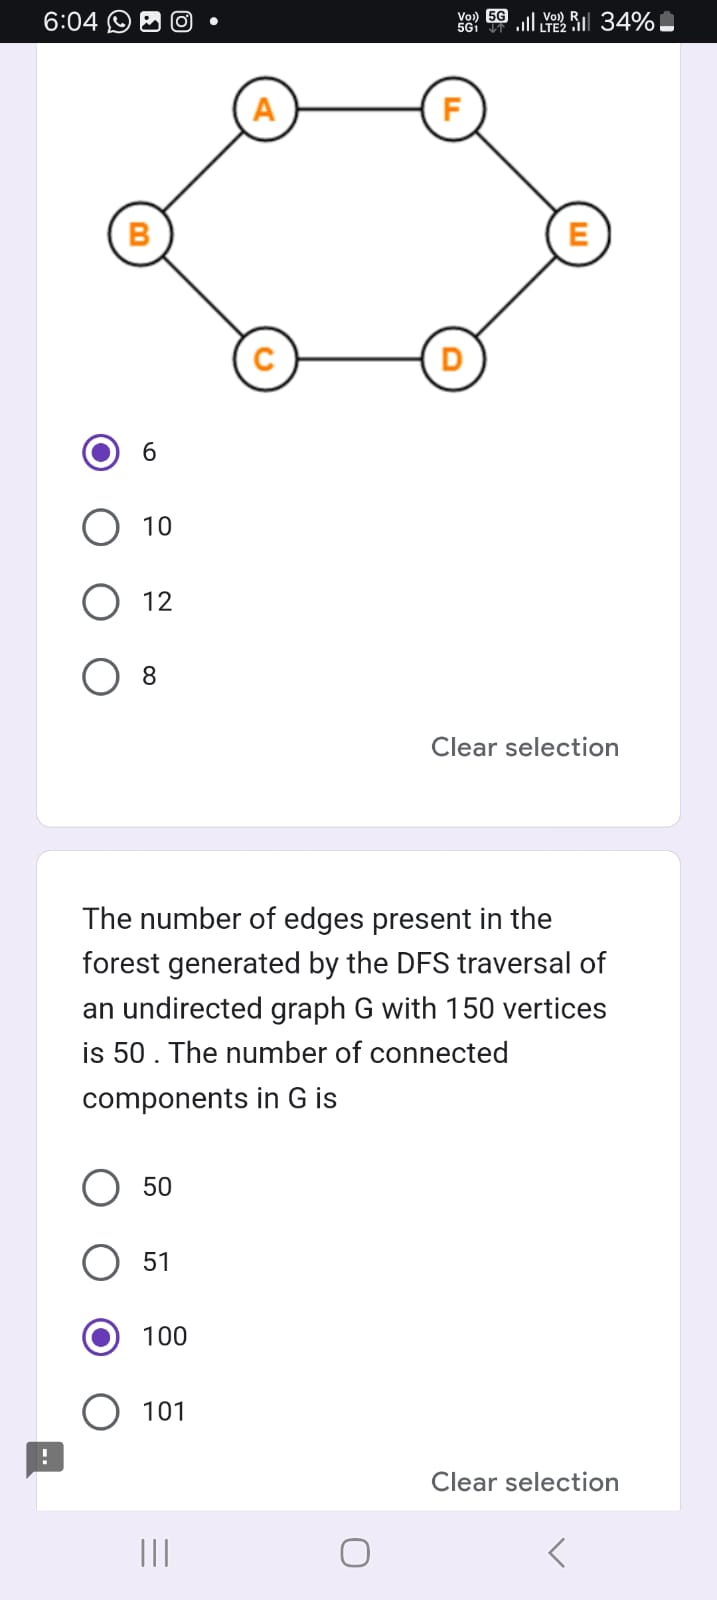 6:04
Vo) 5G1 5G Vo) LTE2 R 34%
A F
B E
C D
6
10
12
8
Clear selection
The number of edges present in the
forest generated by the DFS traversal of
an undirected graph G with 150 vertices
is 50 . The number of connected
components in G is
50
51
100
101
!
Clear selection